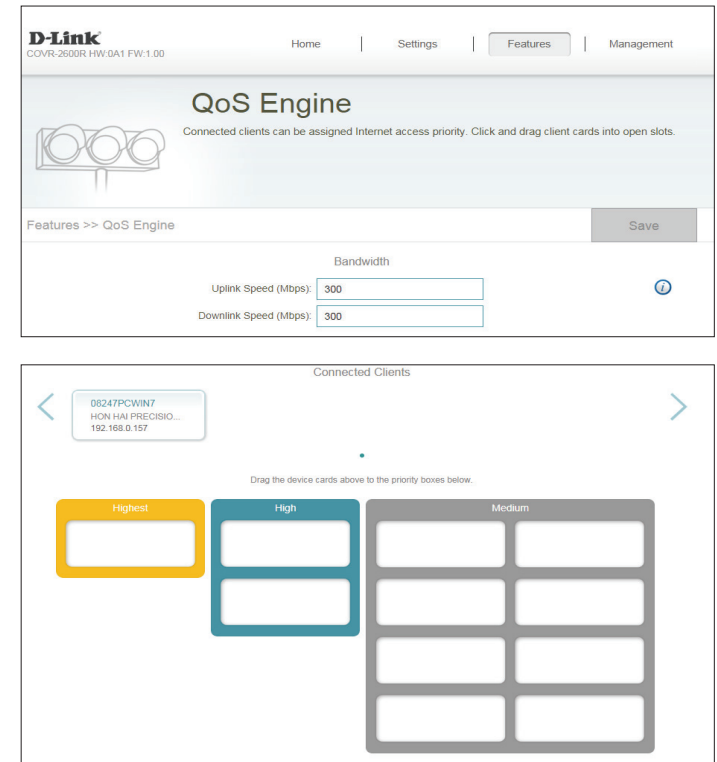 D-Link
COVR-2600R HW:0A1 FW:1.00
Home | Settings | Features | Management
QoS Engine
Connected clients can be assigned Internet access priority. Click and drag client cards into open slots.
Features >> QoS Engine
Save
Bandwidth
Uplink Speed (Mbps): 300
i
Downlink Speed (Mbps): 300
Connected Clients
08247PCWIN7
HON HAI PRECISIO...
192.168.0.157
Drag the device cards above to the priority boxes below.
Highest High Medium